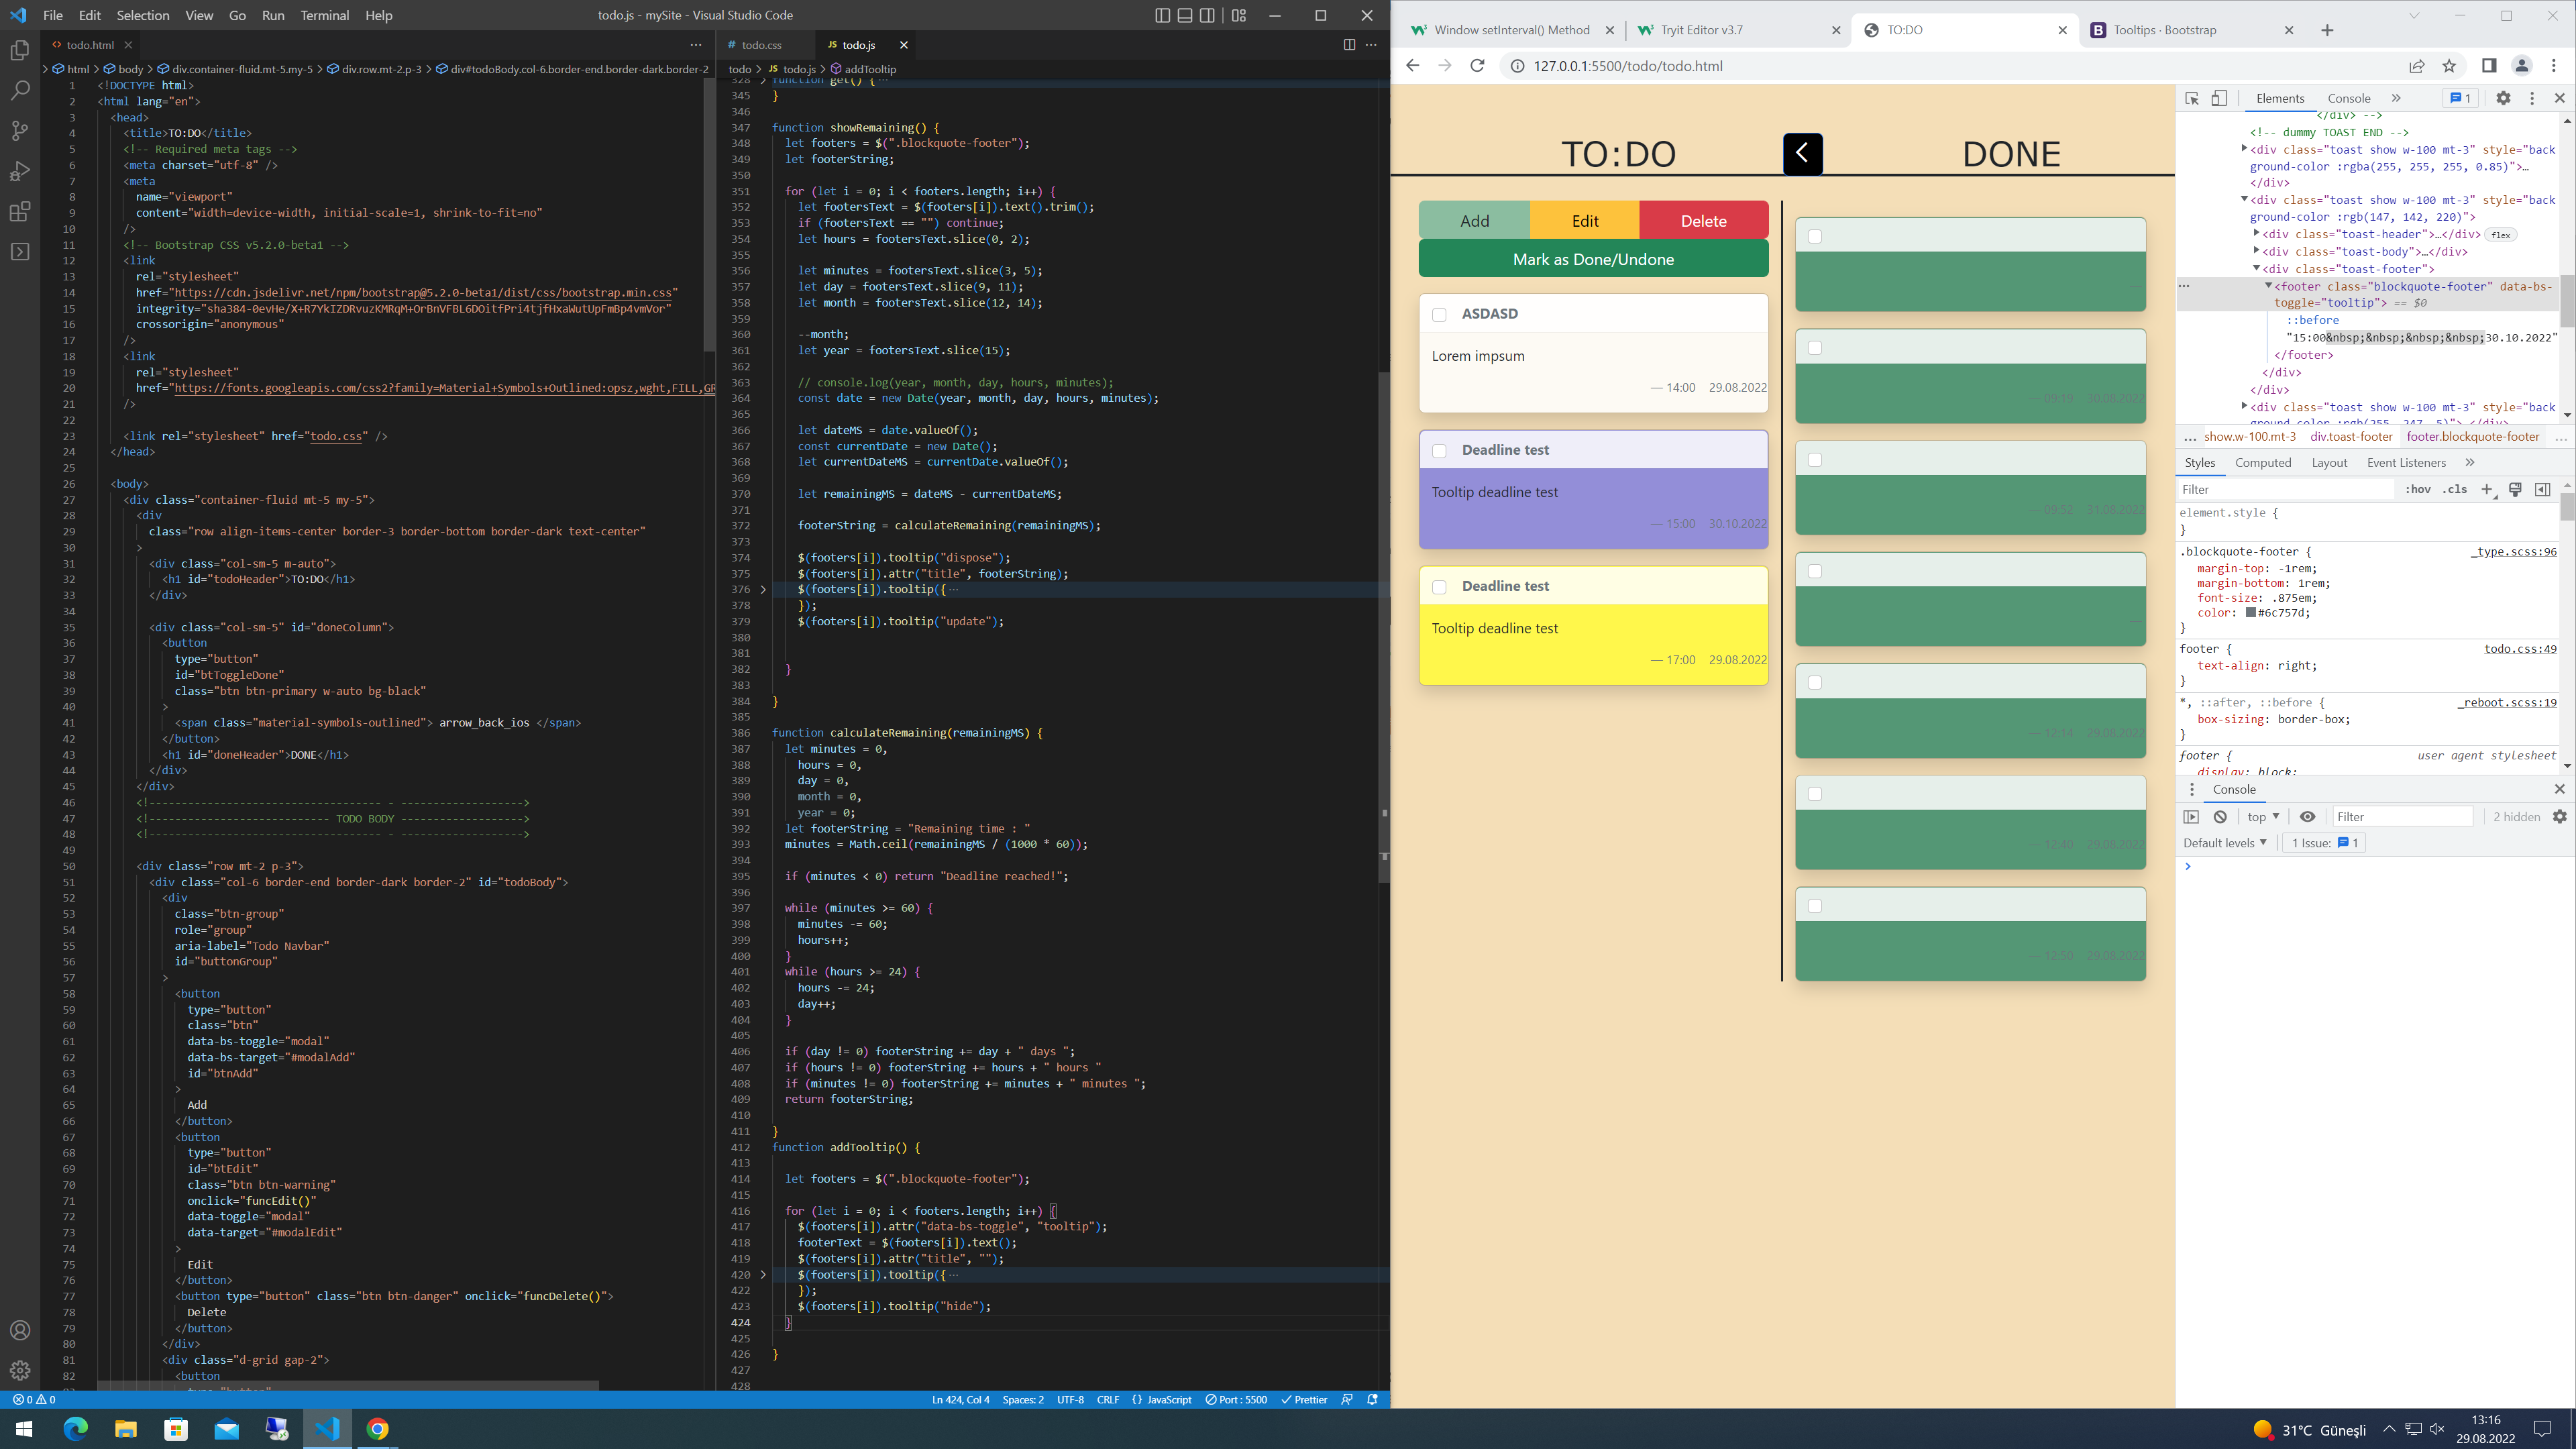 File Edit Selection View Go Run Terminal Help
todo.js - mySite - Visual Studio Code
todo.html
html > body > div.container-fluid.mt-5.my-5 > div.row.mt-2.p-3 > div#todoBody.col-6.border-end.border-dark.border-2
1 <!DOCTYPE html>
2 <html lang="en">
3 <head>
4 <title>TO:DO</title>
5 <!-- Required meta tags -->
6 <meta charset="utf-8" />
7 <meta
8 name="viewport"
9 content="width=device-width, initial-scale=1, shrink-to-fit=no"
10 />
11 <!-- Bootstrap CSS v5.2.0-beta1 -->
12 <link
13 rel="stylesheet"
14 href="https://cdn.jsdelivr.net/npm/bootstrap@5.2.0-beta1/dist/css/bootstrap.min.css"
15 integrity="sha384-0evHe/X+R7YkIZDRvuzKMRqM+OrBnVFBL6DOitfPri4tjfHxaWutUpFmBp4vmVor"
16 crossorigin="anonymous"
17 />
18 <link
19 rel="stylesheet"
20 href="https://fonts.googleapis.com/css2?family=Material+Symbols+Outlined:opsz,wght,FILL,GR
21 />
22
23 <link rel="stylesheet" href="todo.css" />
24 </head>
25
26 <body>
27 <div class="container-fluid mt-5 my-5">
28 <div
29 class="row align-items-center border-3 border-bottom border-dark text-center"
30 >
31 <div class="col-sm-5 m-auto">
32 <h1 id="todoHeader">TO:DO</h1>
33 </div>
34
35 <div class="col-sm-5" id="doneColumn">
36 <button
37 type="button"
38 id="btToggleDone"
39 class="btn btn-primary w-auto bg-black"
40 >
41 <span class="material-symbols-outlined"> arrow_back_ios </span>
42 </button>
43 <h1 id="doneHeader">DONE</h1>
44 </div>
45 </div>
46 <!----------------------------------- - ------------------->
47 <!--------------------------- TODO BODY ------------------->
48 <!----------------------------------- - ------------------->
49
50 <div class="row mt-2 p-3">
51 <div class="col-6 border-end border-dark border-2" id="todoBody">
52 <div
53 class="btn-group"
54 role="group"
55 aria-label="Todo Navbar"
56 id="buttonGroup"
57 >
58 <button
59 type="button"
60 class="btn"
61 data-bs-toggle="modal"
62 data-bs-target="#modalAdd"
63 id="btnAdd"
64 >
65 Add
66 </button>
67 <button
68 type="button"
69 id="btEdit"
70 class="btn btn-warning"
71 onclick="funcEdit()"
72 data-toggle="modal"
73 data-target="#modalEdit"
74 >
75 Edit
76 </button>
77 <button type="button" class="btn btn-danger" onclick="funcDelete()">
78 Delete
79 </button>
80 </div>
81 <div class="d-grid gap-2">
82 <button
# todo.css JS todo.js
todo > JS todo.js > addTooltip
328 function get() {…
345 }
346
347 function showRemaining() {
348 let footers = $(".blockquote-footer");
349 let footerString;
350
351 for (let i = 0; i < footers.length; i++) {
352 let footersText = $(footers[i]).text().trim();
353 if (footersText == "") continue;
354 let hours = footersText.slice(0, 2);
355
356 let minutes = footersText.slice(3, 5);
357 let day = footersText.slice(9, 11);
358 let month = footersText.slice(12, 14);
359
360 --month;
361 let year = footersText.slice(15);
362
363 // console.log(year, month, day, hours, minutes);
364 const date = new Date(year, month, day, hours, minutes);
365
366 let dateMS = date.valueOf();
367 const currentDate = new Date();
368 let currentDateMS = currentDate.valueOf();
369
370 let remainingMS = dateMS - currentDateMS;
371
372 footerString = calculateRemaining(remainingMS);
373
374 $(footers[i]).tooltip("dispose");
375 $(footers[i]).attr("title", footerString);
376 $(footers[i]).tooltip({…
378 });
379 $(footers[i]).tooltip("update");
380
381
382 }
383
384 }
385
386 function calculateRemaining(remainingMS) {
387 let minutes = 0,
388 hours = 0,
389 day = 0,
390 month = 0,
391 year = 0;
392 let footerString = "Remaining time : "
393 minutes = Math.ceil(remainingMS / (1000 * 60));
394
395 if (minutes < 0) return "Deadline reached!";
396
397 while (minutes >= 60) {
398 minutes -= 60;
399 hours++;
400 }
401 while (hours >= 24) {
402 hours -= 24;
403 day++;
404 }
405
406 if (day != 0) footerString += day + " days ";
407 if (hours != 0) footerString += hours + " hours "
408 if (minutes != 0) footerString += minutes + " minutes ";
409 return footerString;
410
411 }
412 function addTooltip() {
413
414 let footers = $(".blockquote-footer");
415
416 for (let i = 0; i < footers.length; i++) {
417 $(footers[i]).attr("data-bs-toggle", "tooltip");
418 footerText = $(footers[i]).text();
419 $(footers[i]).attr("title", "");
420 $(footers[i]).tooltip({…
422 });
423 $(footers[i]).tooltip("hide");
424 }
425
426 }
427
428
0 0
Ln 424, Col 4 Spaces: 2 UTF-8 CRLF {} JavaScript Port : 5500 Prettier
Window setInterval() Method
Tryit Editor v3.7
TO:DO
B Tooltips · Bootstrap
127.0.0.1:5500/todo/todo.html
TO:DO
DONE
Add Edit Delete
Mark as Done/Undone
ASDASD
Lorem impsum
— 14:00 29.08.2022
Deadline test
Tooltip deadline test
— 15:00 30.10.2022
Deadline test
Tooltip deadline test
— 17:00 29.08.2022
— 09:19 30.08.2022
— 09:52 31.08.2022
— 12:14 29.08.2022
— 12:40 29.08.2022
— 12:50 29.08.2022
Elements Console » 1
</div> -->
<!-- dummy TOAST END -->
<div class="toast show w-100 mt-3" style="back
ground-color :rgba(255, 255, 255, 0.85)">…
</div>
<div class="toast show w-100 mt-3" style="back
ground-color :rgb(147, 142, 220)">
<div class="toast-header">…</div> flex
<div class="toast-body">…</div>
<div class="toast-footer">
<footer class="blockquote-footer" data-bs-
toggle="tooltip"> == $0
::before
"15:00&nbsp;&nbsp;&nbsp;&nbsp;30.10.2022"
</footer>
</div>
</div>
<div class="toast show w-100 mt-3" style="back
ground-color :rgb(255, 247, 5)">…</div>
… show.w-100.mt-3 div.toast-footer footer.blockquote-footer …
Styles Computed Layout Event Listeners »
Filter :hov .cls +
element.style {
}
.blockquote-footer { _type.scss:96
margin-top: -1rem;
margin-bottom: 1rem;
font-size: .875em;
color: #6c757d;
}
footer { todo.css:49
text-align: right;
}
*, ::after, ::before { _reboot.scss:19
box-sizing: border-box;
}
footer { user agent stylesheet
display: block;
Console
top Filter 2 hidden
Default levels 1 Issue: 1
31°C Güneşli
13:16
29.08.2022